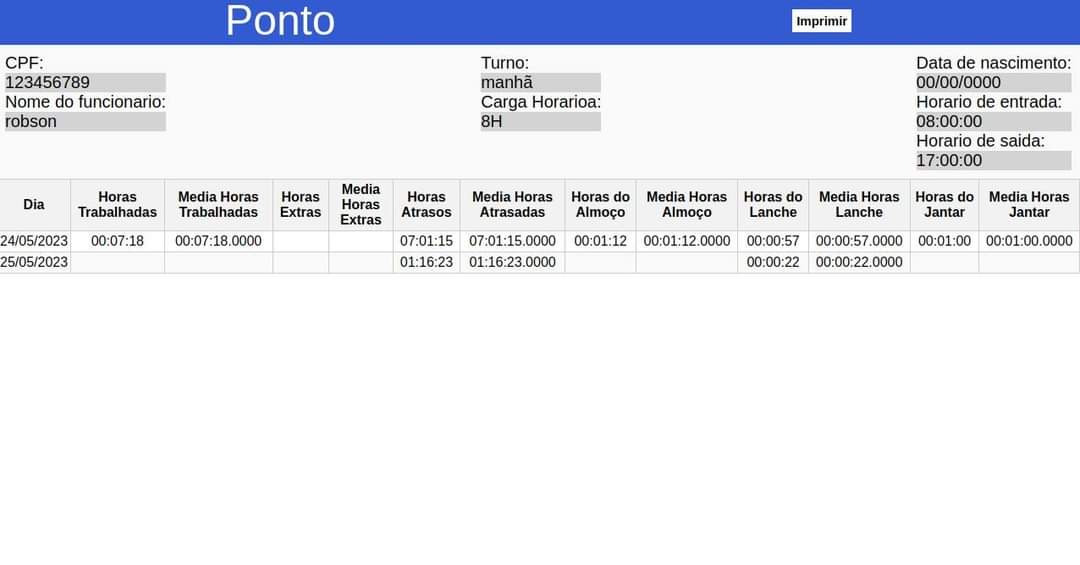 Ponto
Imprimir
CPF:
123456789
Nome do funcionario:
robson
Turno:
manhã
Carga Horarioa:
8H
Data de nascimento:
00/00/0000
Horario de entrada:
08:00:00
Horario de saida:
17:00:00
Dia Horas Trabalhadas Media Horas Trabalhadas Horas Extras Media Horas Extras Horas Atrasos Media Horas Atrasadas Horas do Almoço Media Horas Almoço Horas do Lanche Media Horas Lanche Horas do Jantar Media Horas Jantar
24/05/2023 00:07:18 00:07:18.0000 07:01:15 07:01:15.0000 00:01:12 00:01:12.0000 00:00:57 00:00:57.0000 00:01:00 00:01:00.0000
25/05/2023 01:16:23 01:16:23.0000 00:00:22 00:00:22.0000